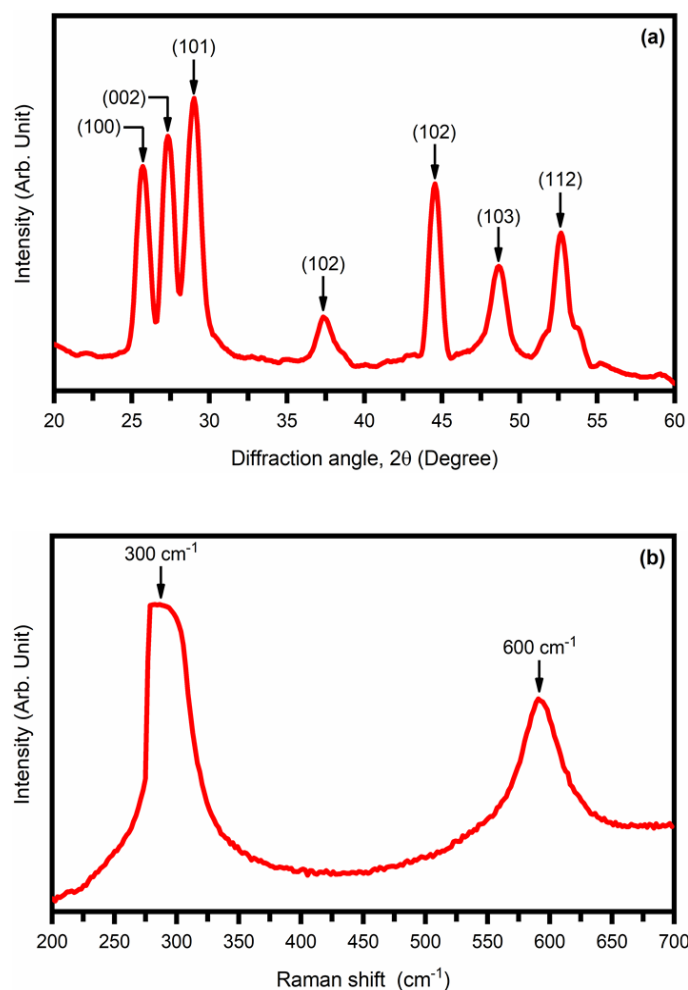 (a)
(101)
(002)
(100)
(102)
(112)
(103)
(102)
Intensity (Arb. Unit)
20 25 30 35 40 45 50 55 60
Diffraction angle, 2θ (Degree)
(b)
300 cm⁻¹
600 cm⁻¹
Intensity (Arb. Unit)
200 250 300 350 400 450 500 550 600 650 700
Raman shift (cm⁻¹)